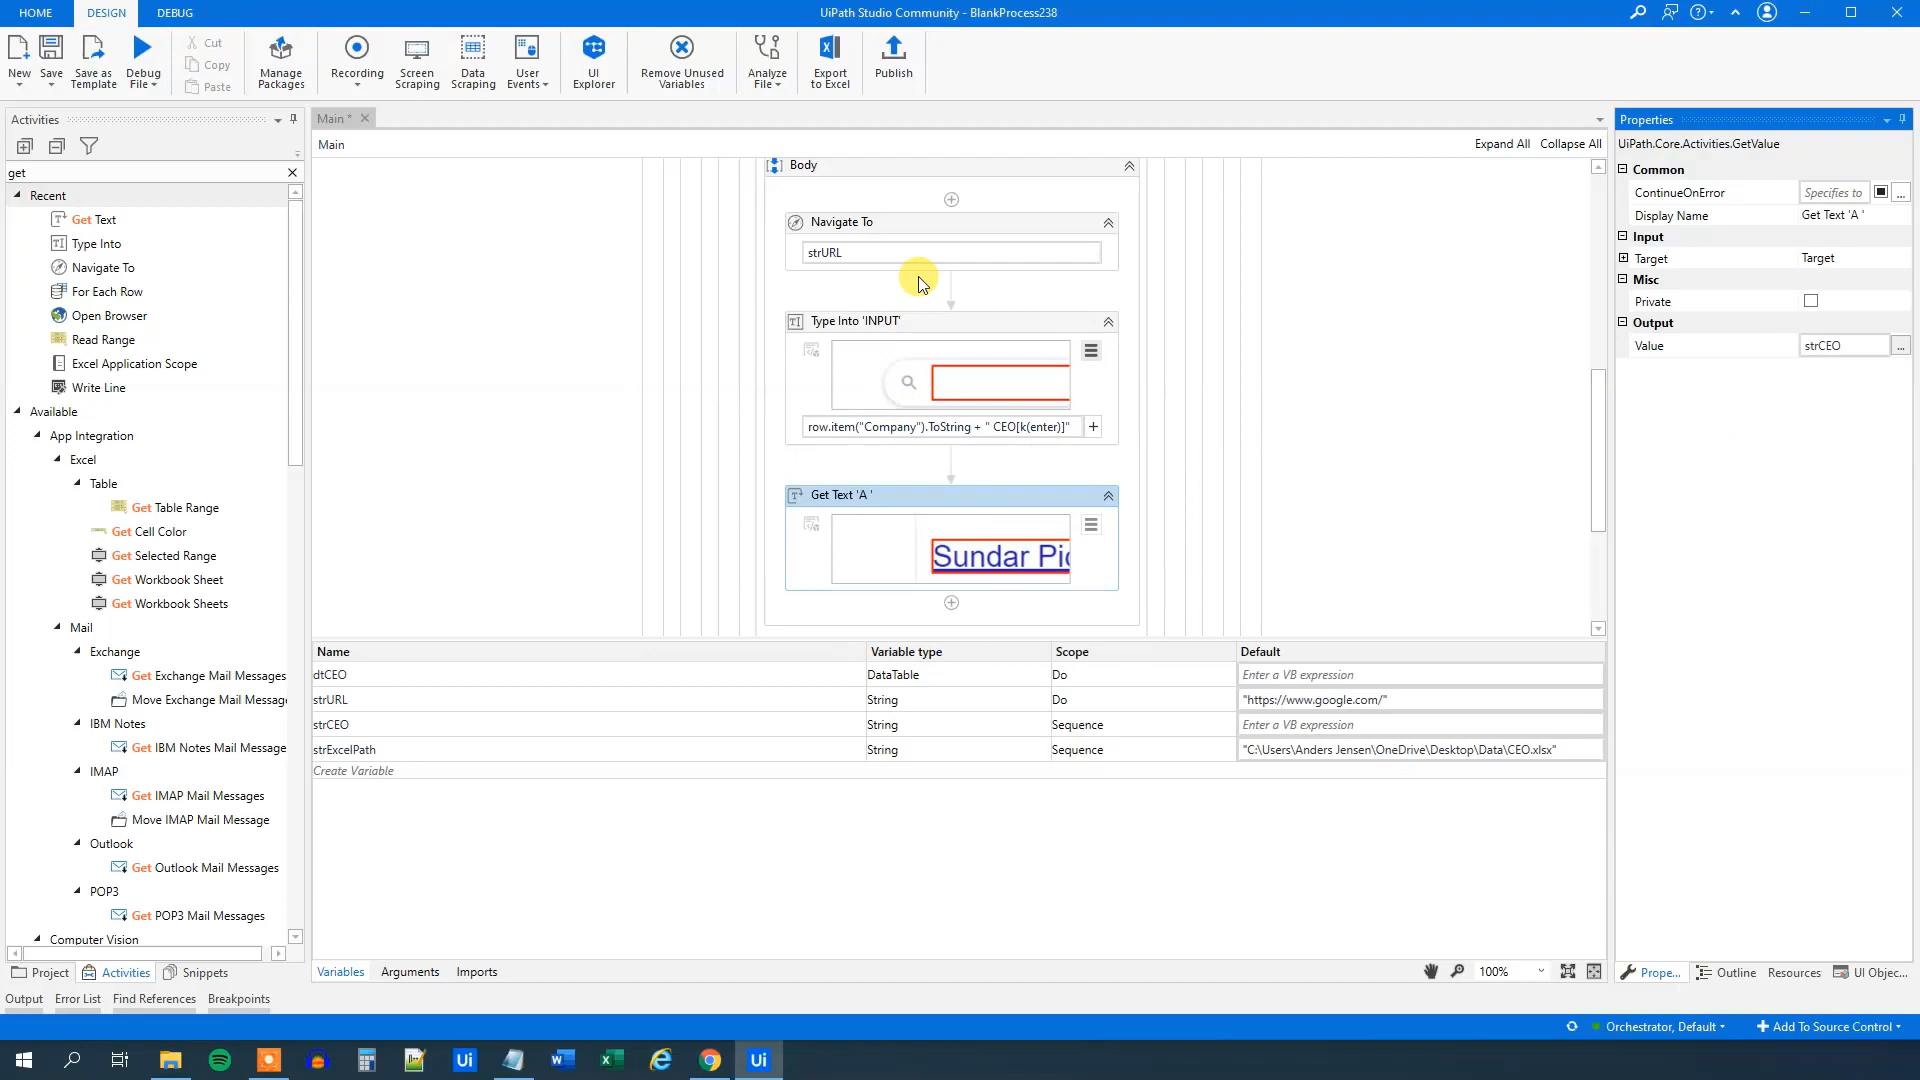 HOME DESIGN DEBUG
UiPath Studio Community - BlankProcess238
New
Save
Save as Template
Debug File
Cut
Copy
Paste
Manage Packages
Recording
Screen Scraping
Data Scraping
User Events
UI Explorer
Remove Unused Variables
Analyze File
Export to Excel
Publish
Activities
get
Recent
Get Text
Type Into
Navigate To
For Each Row
Open Browser
Read Range
Excel Application Scope
Write Line
Available
App Integration
Excel
Table
Get Table Range
Get Cell Color
Get Selected Range
Get Workbook Sheet
Get Workbook Sheets
Mail
Exchange
Get Exchange Mail Messages
Move Exchange Mail Message
IBM Notes
Get IBM Notes Mail Message
IMAP
Get IMAP Mail Messages
Move IMAP Mail Message
Outlook
Get Outlook Mail Messages
POP3
Get POP3 Mail Messages
Computer Vision
Project Activities Snippets
Main *
Main
Expand All Collapse All
Body
Navigate To
strURL
Type Into 'INPUT'
row.item("Company").ToString + " CEO[k(enter)]"
Get Text 'A '
Sundar Pic
Name Variable type Scope Default
dtCEO DataTable Do Enter a VB expression
strURL String Do "https://www.google.com/"
strCEO String Sequence Enter a VB expression
strExcelPath String Sequence "C:\Users\Anders Jensen\OneDrive\Desktop\Data\CEO.xlsx"
Create Variable
Variables Arguments Imports
100%
Properties
UiPath.Core.Activities.GetValue
Common
ContinueOnError Specifies to ...
Display Name Get Text 'A '
Input
Target Target
Misc
Private
Output
Value strCEO ...
Prope... Outline Resources UI Objec...
Output Error List Find References Breakpoints
Orchestrator, Default
Add To Source Control
Ui
Ui